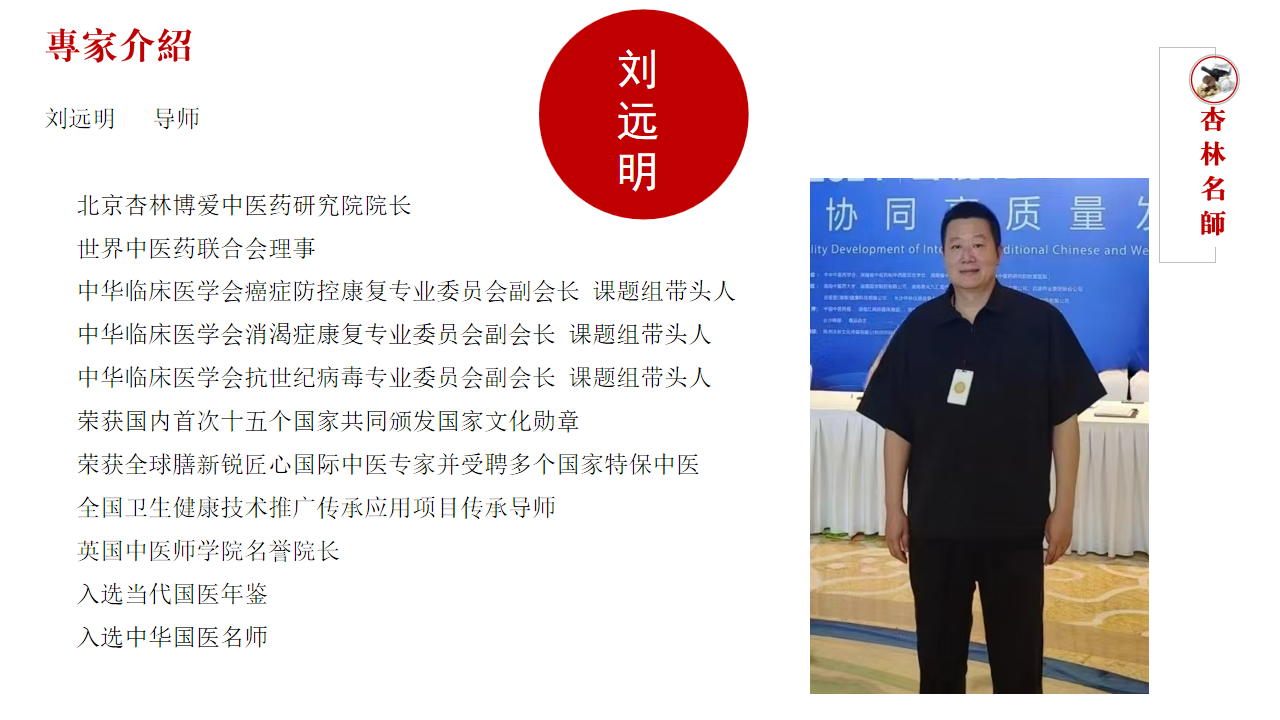 專家介紹
刘远明
刘远明 导师
北京杏林博爱中医药研究院院长
世界中医药联合会理事
中华临床医学会癌症防控康复专业委员会副会长 课题组带头人
中华临床医学会消渴症康复专业委员会副会长 课题组带头人
中华临床医学会抗世纪病毒专业委员会副会长 课题组带头人
荣获国内首次十五个国家共同颁发国家文化勋章
荣获全球膳新锐匠心国际中医专家并受聘多个国家特保中医
全国卫生健康技术推广传承应用项目传承导师
英国中医师学院名誉院长
入选当代国医年鉴
入选中华国医名师
杏林名師
协同 质量
lity Development of Inte ditional Chinese and We